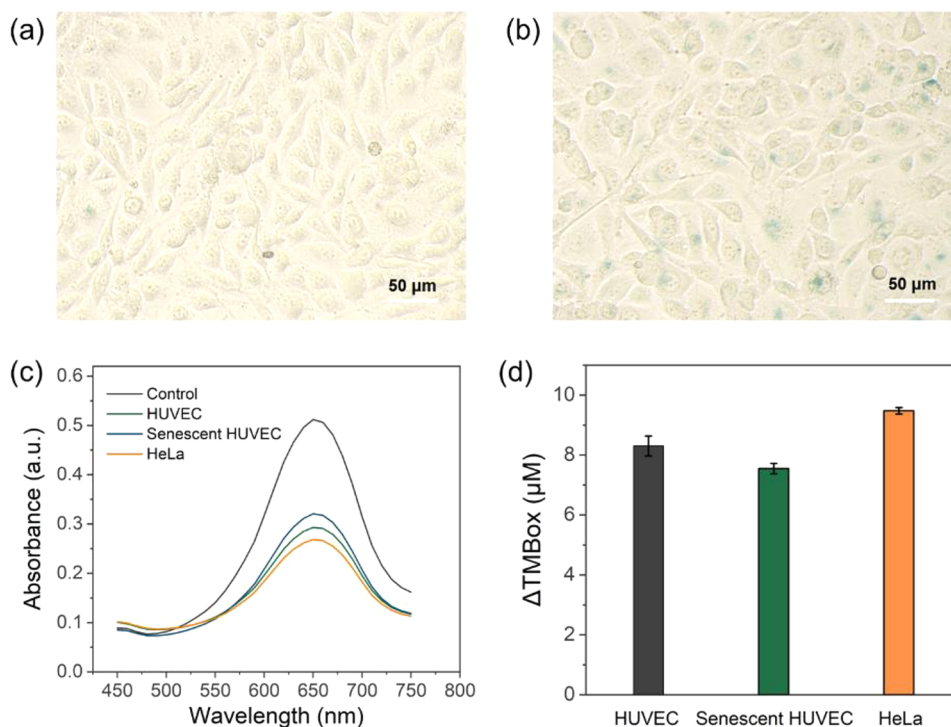 (a)
50 μm
(b)
50 μm
(c)
Absorbance (a.u.)
0.6
0.5
0.4
0.3
0.2
0.1
0.0
Control
HUVEC
Senescent HUVEC
HeLa
450 500 550 600 650 700 750 800
Wavelength (nm)
(d)
ΔTMBox (μM)
10
8
6
4
2
0
HUVEC Senescent HUVEC HeLa